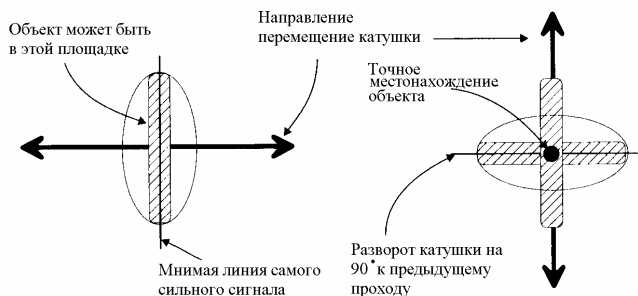 Объект может быть
в этой площадке
Направление
перемещение катушки
Точное
местонахождение
объекта
Мнимая линия самого
сильного сигнала
Разворот катушки на
90° к предыдущему
проходу